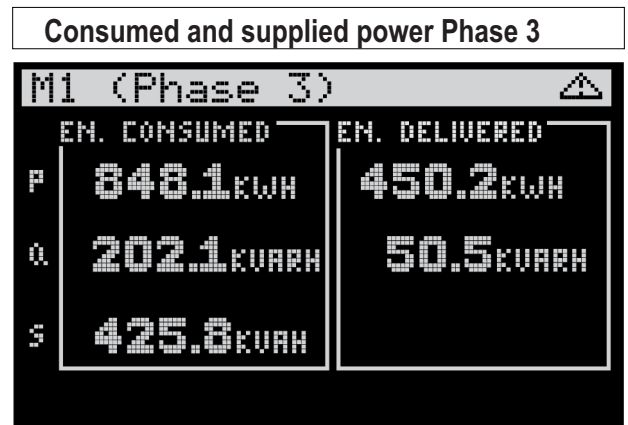 Consumed and supplied power Phase 3
M1 (Phase 3)
EN. CONSUMED EN. DELIVERED
P 848.1KWH 450.2KWH
Q 202.1KVARH 50.5KVARH
S 425.8KVAH